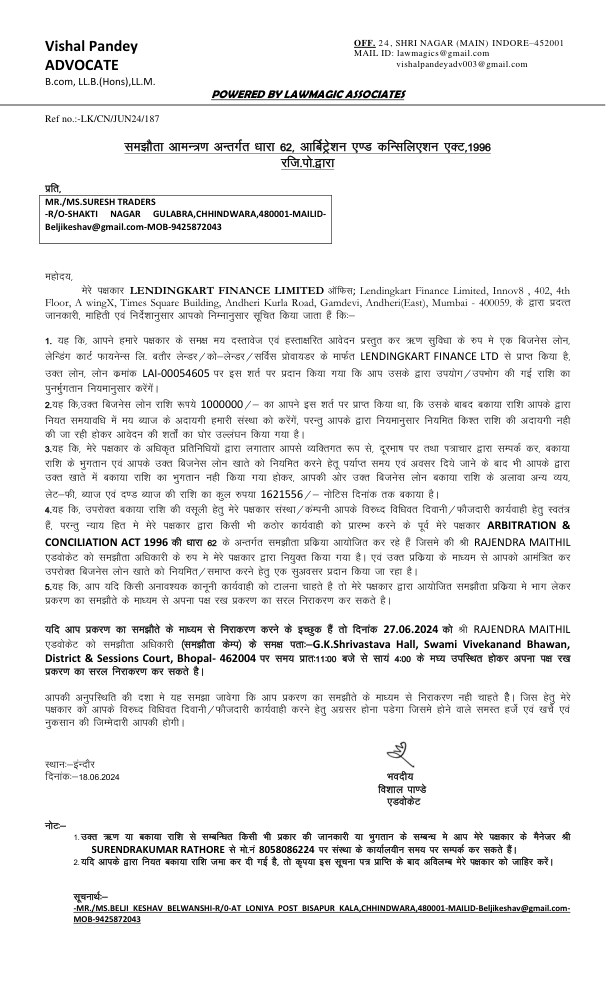 Vishal Pandey
ADVOCATE
B.com, LL.B.(Hons),LL.M.
OFF. 24, SHRI NAGAR (MAIN) INDORE–452001
MAIL ID: lawmagics@gmail.com
vishalpandeyadv003@gmail.com
POWERED BY LAWMAGIC ASSOCIATES
Ref no.:-LK/CN/JUN24/187
समझौता आमन्त्रण अन्तर्गत धारा 62, आर्बिट्रेशन एण्ड कन्सिलिएशन एक्ट,1996
रजि.पो.द्वारा
प्रति,
MR./MS.SURESH TRADERS
-R/O-SHAKTI NAGAR GULABRA,CHHINDWARA,480001-MAILID-
Beljikeshav@gmail.com-MOB-9425872043
महोदय,
मेरे पक्षकार LENDINGKART FINANCE LIMITED ऑफिस; Lendingkart Finance Limited, Innov8 , 402, 4th
Floor, A wingX, Times Square Building, Andheri Kurla Road, Gamdevi, Andheri(East), Mumbai - 400059, के द्वारा प्रदत्त
जानकारी, माहिती एवं निर्देशानुसार आपको निम्नानुसार सूचित किया जाता हैं कि:–
1. यह कि, आपने हमारे पक्षकार के समक्ष मय दस्तावेज एवं हस्ताक्षरित आवेदन प्रस्तुत कर ऋण सुविधा के रुप मे एक बिजनेस लोन,
लेन्डिंग कार्ट फायनेन्स लि. बतौर लेन्डर/को–लेन्डर/सर्विस प्रोवायडर के मार्फत LENDINGKART FINANCE LTD से प्राप्त किया है,
उक्त लोन, लोन क्रमांक LAI-00054605 पर इस शर्त पर प्रदान किया गया कि आप उसके द्वारा उपयोग/उपभोग की गई राशि का
पुनर्भुगतान नियमानुसार करेंगें।
2.यह कि,उक्त बिजनेस लोन राशि रूपये 1000000/– का आपने इस शर्त पर प्राप्त किया था, कि उसके बाबद बकाया राशि आपके द्वारा
नियत समयावधि में मय ब्याज के अदायगी हमारी संस्था को करेंगें, परन्तु आपके द्वारा नियमानुसार नियमित किश्त राशि की अदायगी नही
की जा रही होकर आवेदन की शर्तों का घोर उल्लंघन किया गया है।
3.यह कि, मेरे पक्षकार के अधिकृत प्रतिनिधियों द्वारा लगातार आपसे व्यक्तिगत रूप से, दूरभाष पर तथा पत्राचार द्वारा सम्पर्क कर, बकाया
राशि के भुगतान एवं आपके उक्त बिजनेस लोन खाते को नियमित करने हेतू पर्याप्त समय एवं अवसर दिये जाने के बाद भी आपके द्वारा
उक्त खाते में बकाया राशि का भुगतान नही किया गया होकर, आपकी ओर उक्त बिजनेस बकाया राशि के अलावा अन्य व्यय,
लेट–फी, ब्याज एवं दण्ड ब्याज की राशि का कुल रुपया 1621556/– नोटिस दिनांक तक बकाया है।
4.यह कि, उपरोक्त बकाया राशि की वसूली हेतु मेरे पक्षकार संस्था/कम्पनी आपके विरुध्द विधिवत दिवानी/फौजदारी कार्यवाही हेतु स्वतंत्र
हैं, परन्तु न्याय हित मे मेरे पक्षकार द्वारा किसी भी कठोर कार्यवाही को प्रारम्भ करने के पूर्व मेरे पक्षकार ARBITRATION &
CONCILIATION ACT 1996 की धारा 62 के अन्तर्गत समझौता प्रक्रिया आयोजित कर रहे हैं जिसमे की श्री RAJENDRA MAITHIL
एडवोकेट को समझौता अधिकारी के रुप मे मेरे पक्षकार द्वारा नियुक्त किया गया है। एवं उक्त प्रक्रिया के माध्यम से आपको आमंत्रित कर
उपरोक्त बिजनेस लोन खाते को नियमित/समाप्त करने हेतु एक सुअवसर प्रदान किया जा रहा है।
5.यह कि, आप यदि किसी अनावश्यक कानूनी कार्यवाही को टालना चाहते है तो मेरे पक्षकार द्वारा आयोजित समझौता प्रक्रिया मे भाग लेकर
प्रकरण का समझौते के माध्यम से अपना पक्ष रख प्रकरण का सरल निराकरण कर सकते है।
यदि आप प्रकरण का समझौते के माध्यम से निराकरण करने के इच्छुक हैं तो दिनांक 27.06.2024 को श्री RAJENDRA MAITHIL
एडवोकेट को समझौता अधिकारी (समझौता केम्प) के समक्ष पता:–G.K.Shrivastava Hall, Swami Vivekanand Bhawan,
District & Sessions Court, Bhopal- 462004 पर समय प्रात:11:00 बजे से सायं 4:00 के मध्य उपस्थित होकर अपना पक्ष रख
प्रकरण का सरल निराकरण कर सकते है।
आपकी अनुपस्थिति की दशा मे यह समझा जावेगा कि आप प्रकरण का समझौते के माध्यम से निराकरण नही चाहते हैं। जिस हेतु मेरे
पक्षकार को आपके विरुध्द विधिवत दिवानी/फौजदारी कार्यवाही करने हेतु अग्रसर होना पडेगा जिसमे होने वाले समस्त हर्जे एवं खर्चे एवं
नुकसान की जिम्मेदारी आपकी होगी।
स्थान:–इंन्दौर
दिनांक:–18.06.2024
भवदीय
विशाल पाण्डे
एडवोकेट
नोट:–
1.उक्त ऋण या बकाया राशि से सम्बन्धित किसी भी प्रकार की जानकारी या भुगतान के सम्बन्ध मे आप मेरे पक्षकार के मैनेजर श्री
SURENDRAKUMAR RATHORE से मो.नं 8058086224 पर संस्था के कार्यालयीन समय पर सम्पर्क कर सकते हैं।
2.यदि आपके द्वारा नियत बकाया राशि जमा कर दी गई है, तो कृपया इस सूचना पत्र प्राप्ति के बाद अविलम्ब मेरे पक्षकार को जाहिर करें।
सूचनार्थ:–
-MR./MS.BELJI KESHAV BELWANSHI-R/0-AT LONIYA POST BISAPUR KALA,CHHINDWARA,480001-MAILID-Beljikeshav@gmail.com-
MOB-9425872043